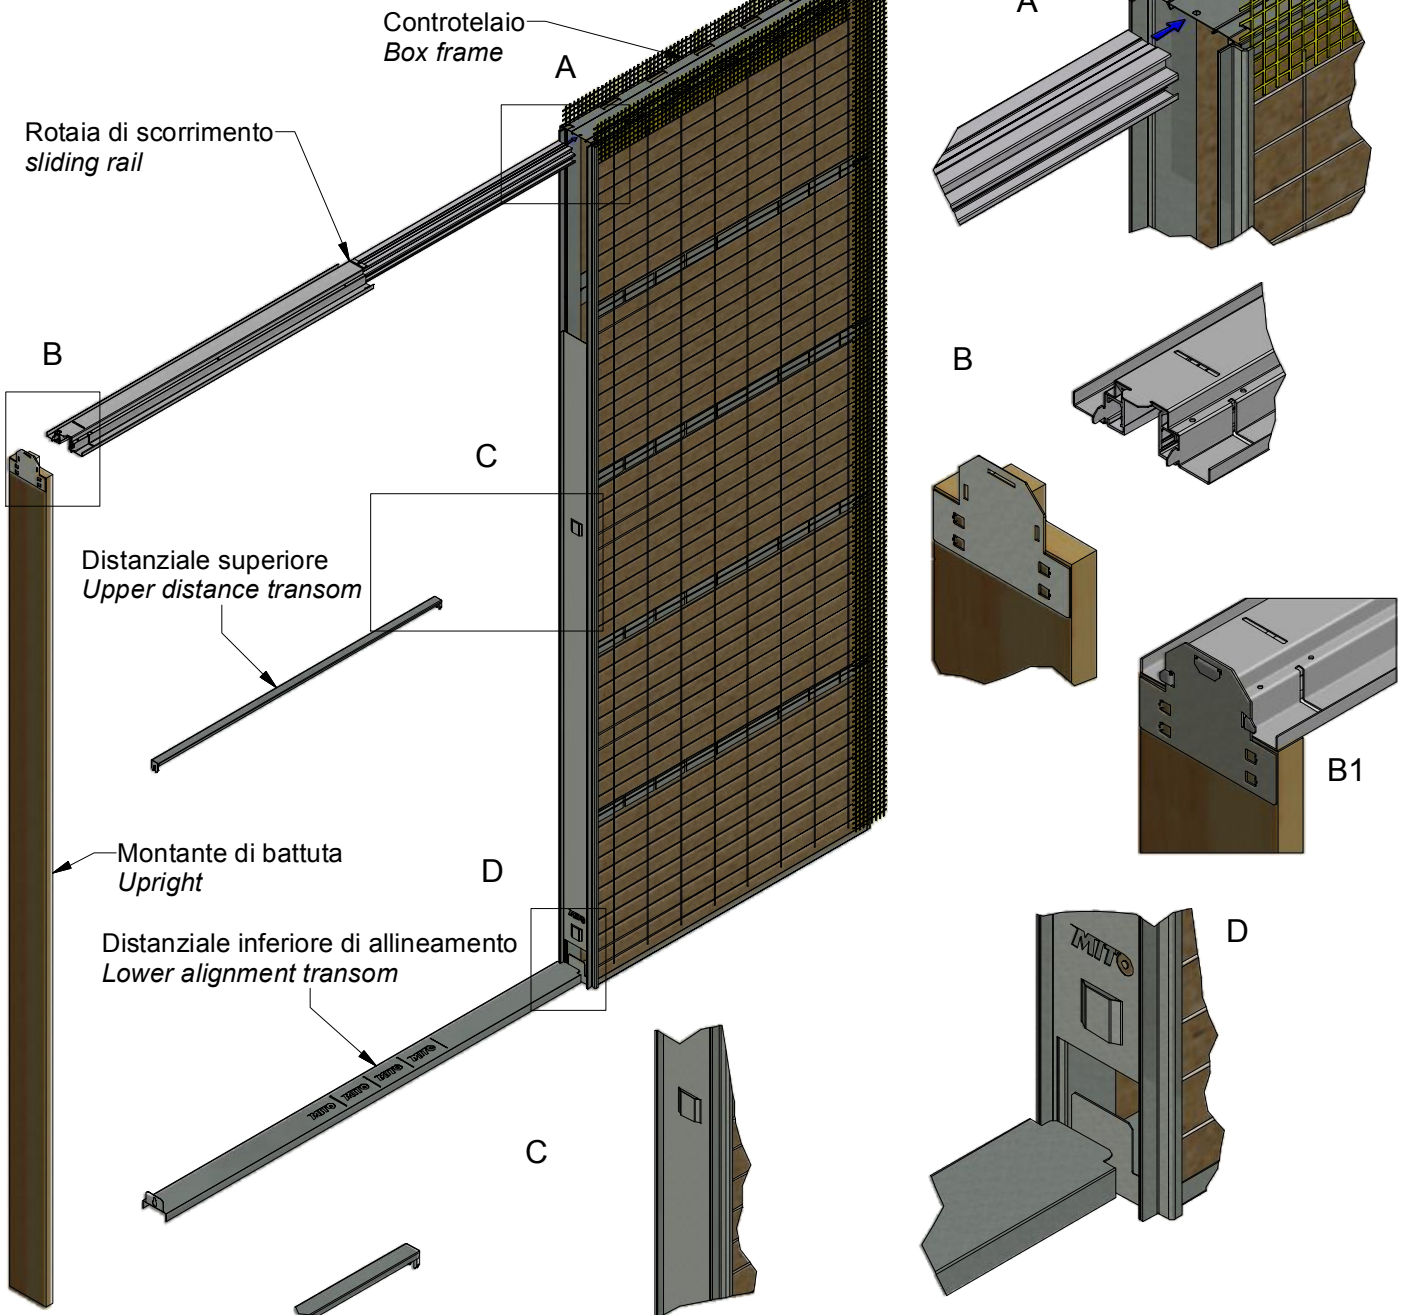 A
Controtelaio
Box frame
A
Rotaia di scorrimento
sliding rail
B
B
C
Distanziale superiore
Upper distance transom
B1
Montante di battuta
Upright
D
D
Distanziale inferiore di allineamento
Lower alignment transom
MITO
MITO
MITO MITO MITO MITO
C